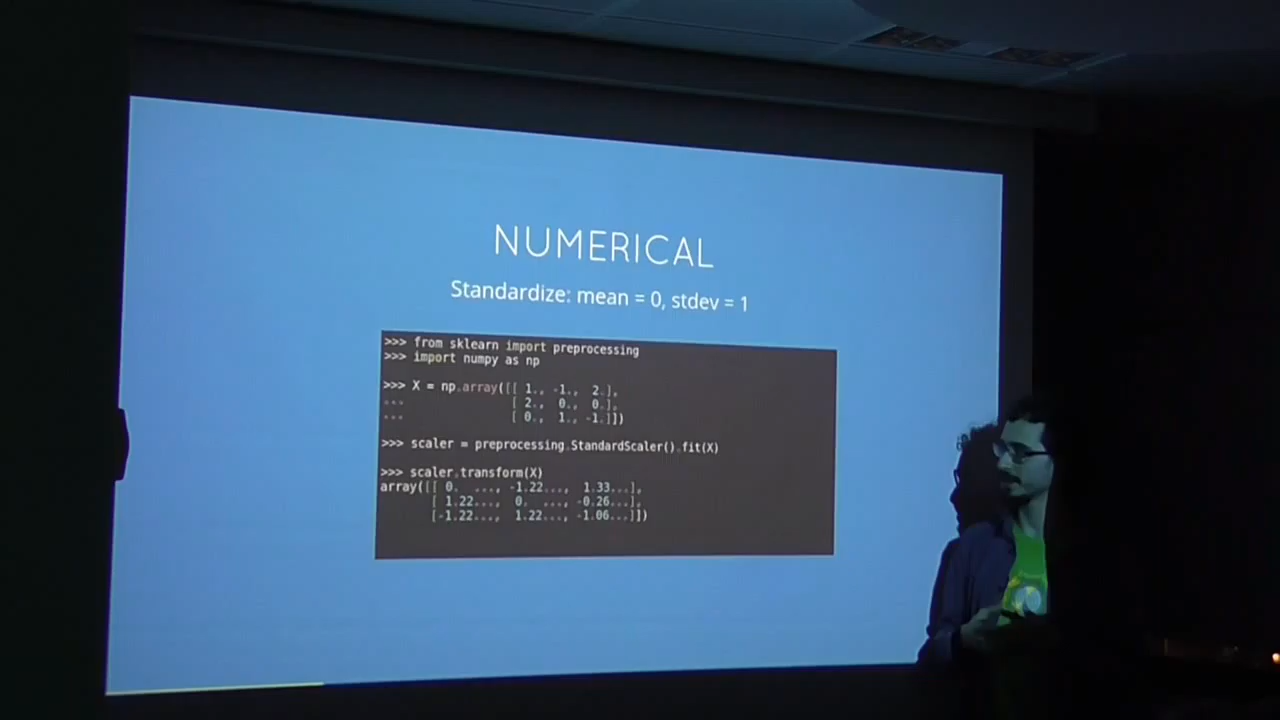 NUMERICAL
Standardize: mean = 0, stdev = 1
>>> from sklearn import preprocessing
>>> import numpy as np
>>> X = np.array([[ 1., -1., 2.],
... [ 2., 0., 0.],
... [ 0., 1., -1.]])
>>> scaler = preprocessing.StandardScaler().fit(X)
>>> scaler.transform(X)
array([[ 0. ..., -1.22..., 1.33...],
[ 1.22..., 0. ..., -0.26...],
[-1.22..., 1.22..., -1.06...]])